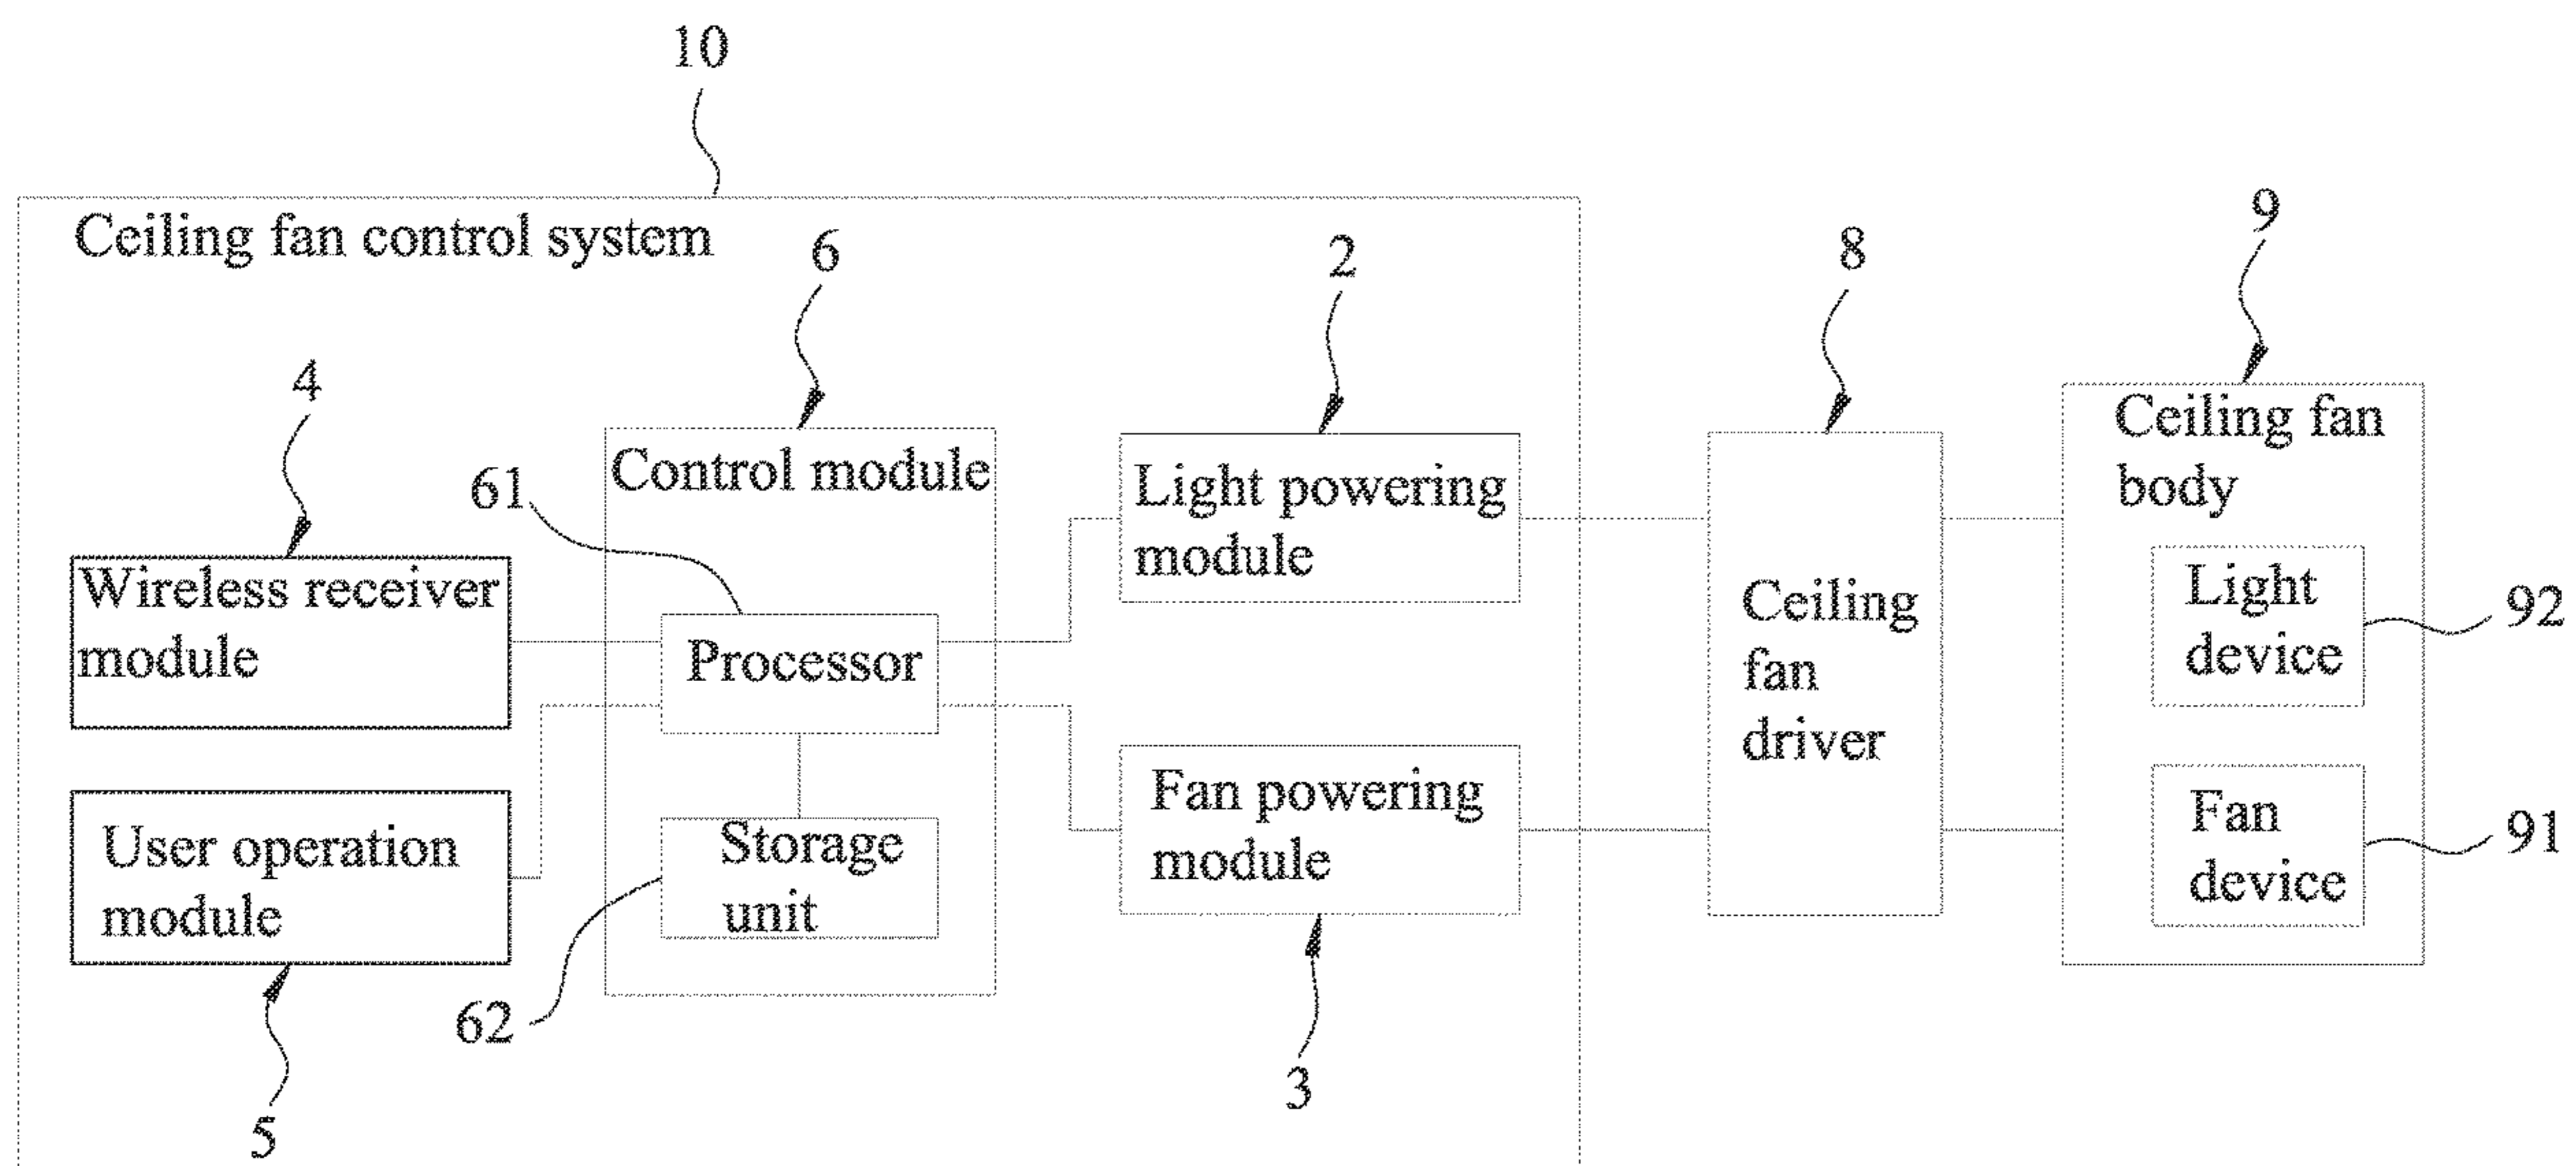 10
Ceiling fan control system
6
2
8
9
4
61
Control module
Light powering
module
Ceiling fan
body
Wireless receiver
module
Processor
Ceiling
fan
driver
Light
device
92
User operation
module
Storage
unit
Fan powering
module
Fan
device
91
62
5
3